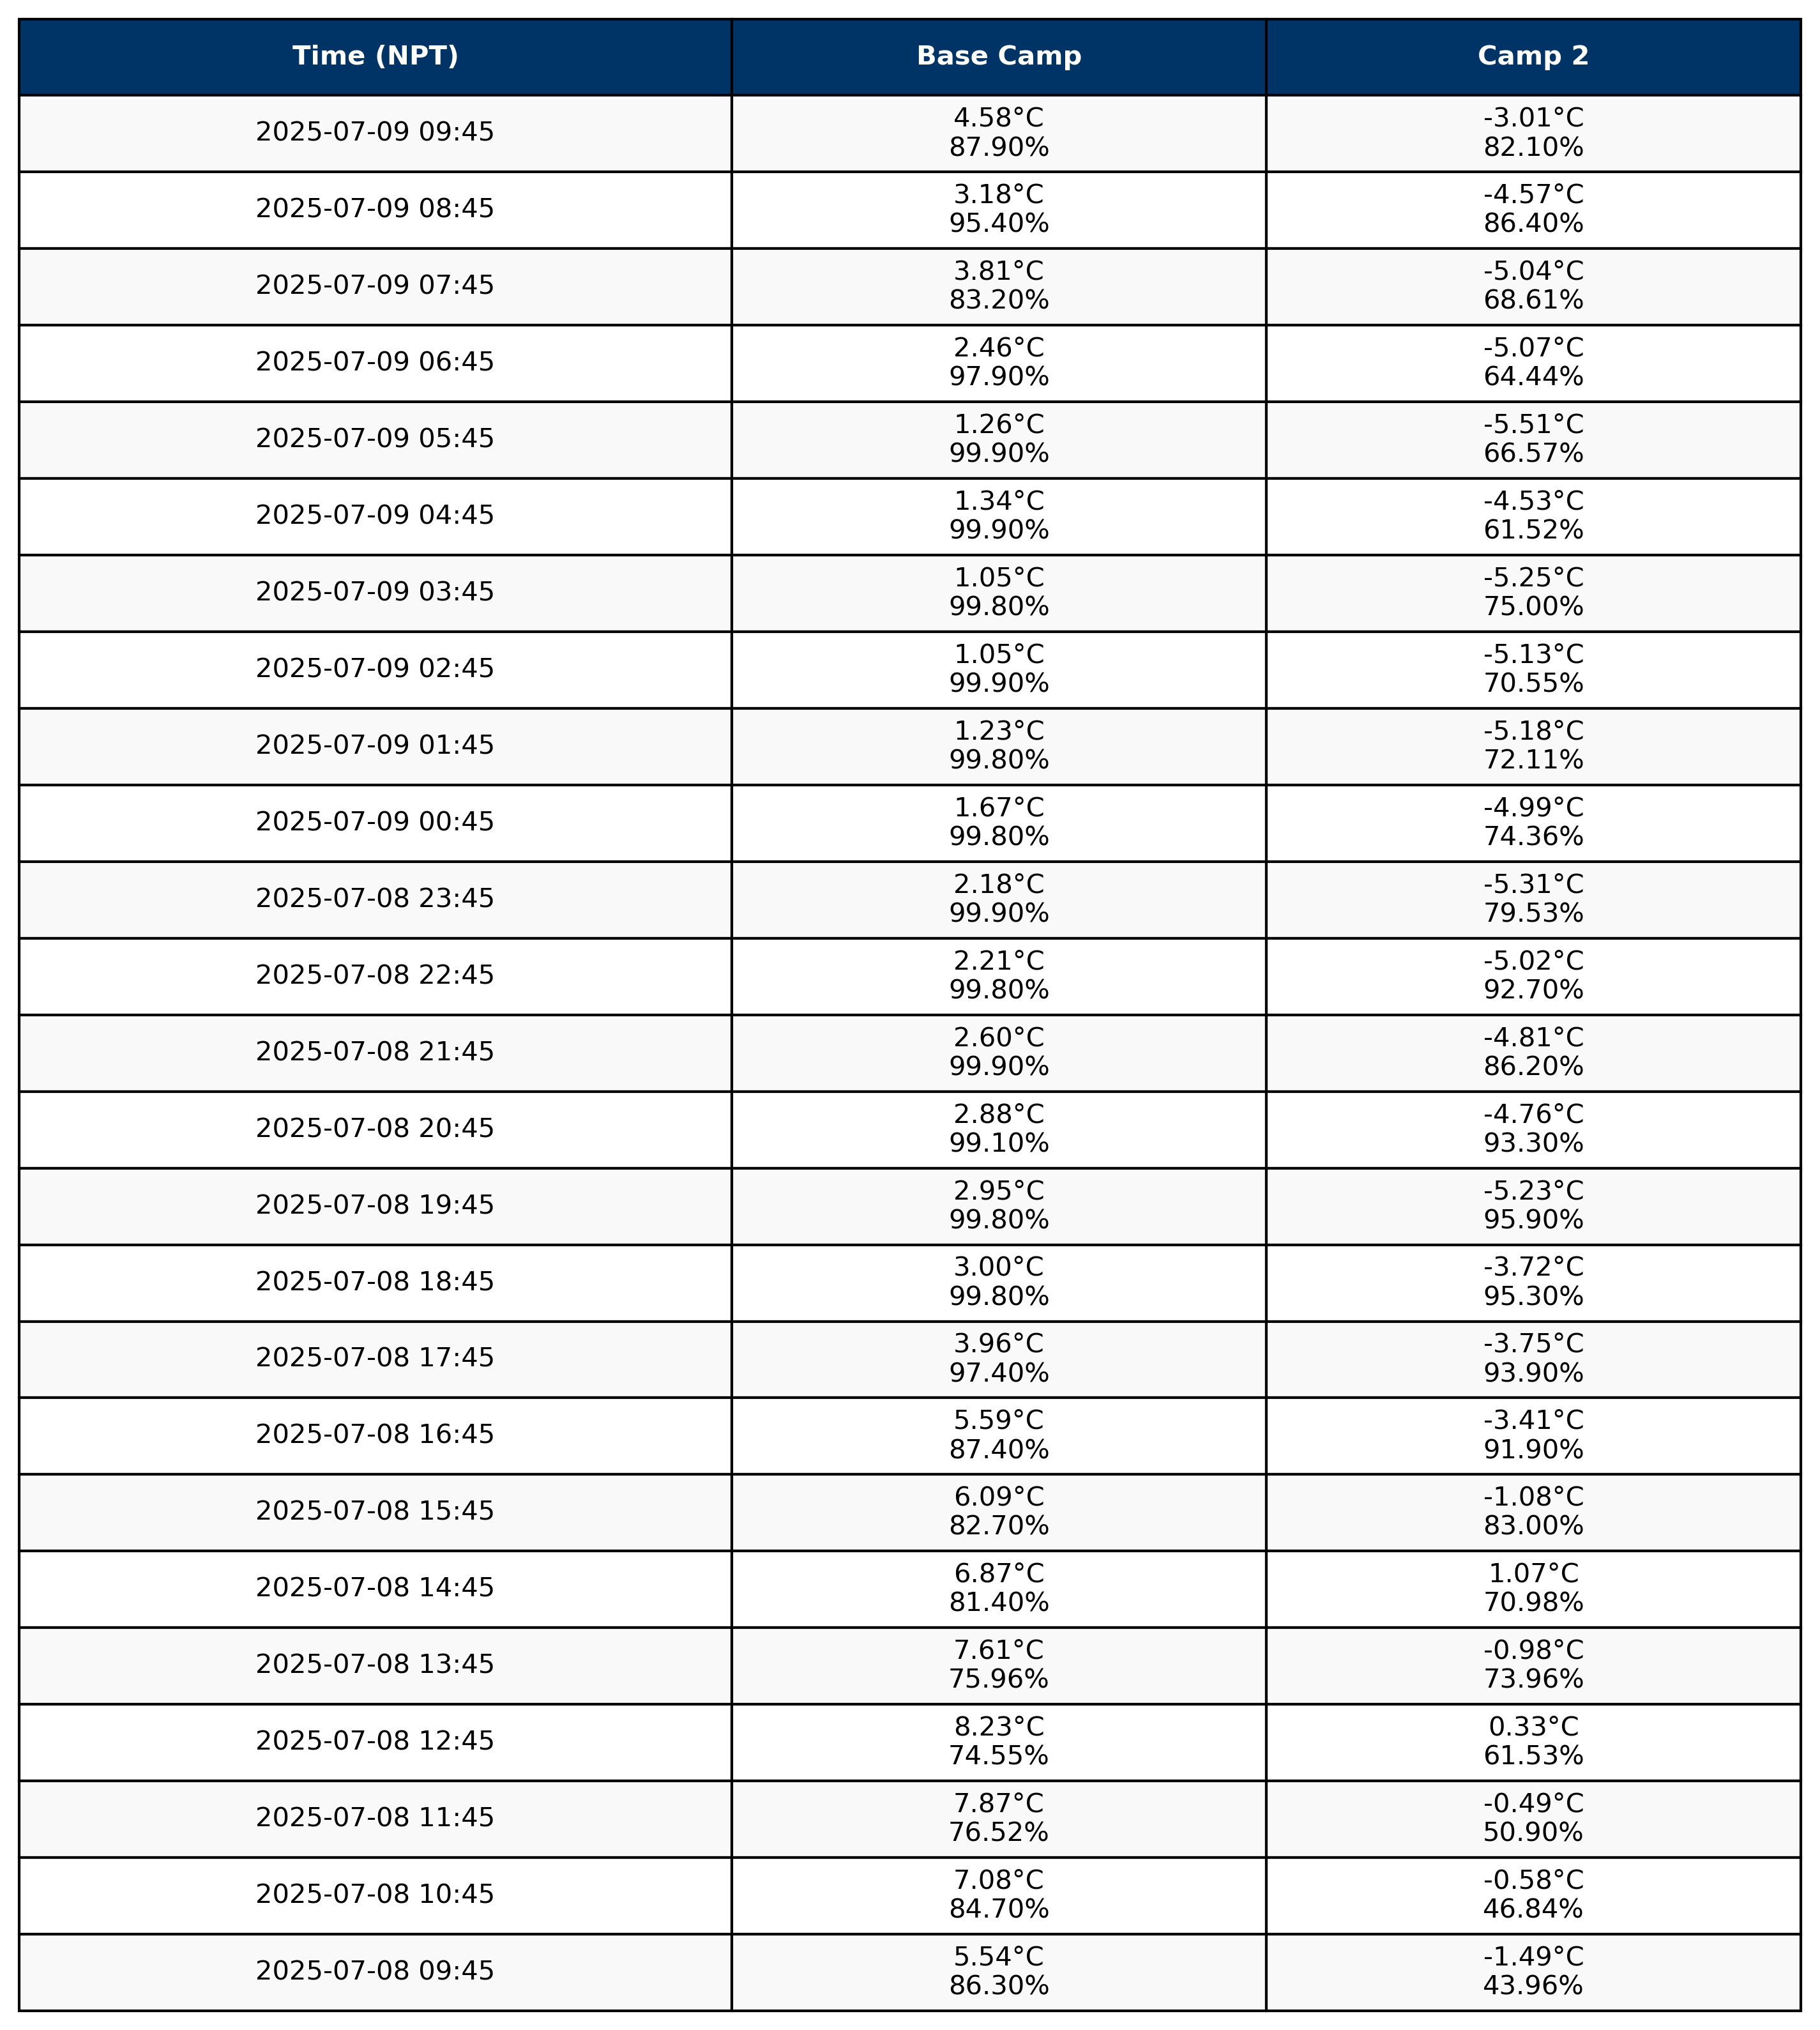 Time (NPT) Base Camp Camp 2
2025-07-09 09:45 4.58°C -3.01°C
87.90% 82.10%
2025-07-09 08:45 3.18°C -4.57°C
95.40% 86.40%
2025-07-09 07:45 3.81°C -5.04°C
83.20% 68.61%
2025-07-09 06:45 2.46°C -5.07°C
97.90% 64.44%
2025-07-09 05:45 1.26°C -5.51°C
99.90% 66.57%
2025-07-09 04:45 1.34°C -4.53°C
99.90% 61.52%
2025-07-09 03:45 1.05°C -5.25°C
99.80% 75.00%
2025-07-09 02:45 1.05°C -5.13°C
99.90% 70.55%
2025-07-09 01:45 1.23°C -5.18°C
99.80% 72.11%
2025-07-09 00:45 1.67°C -4.99°C
99.80% 74.36%
2025-07-08 23:45 2.18°C -5.31°C
99.90% 79.53%
2025-07-08 22:45 2.21°C -5.02°C
99.80% 92.70%
2025-07-08 21:45 2.60°C -4.81°C
99.90% 86.20%
2025-07-08 20:45 2.88°C -4.76°C
99.10% 93.30%
2025-07-08 19:45 2.95°C -5.23°C
99.80% 95.90%
2025-07-08 18:45 3.00°C -3.72°C
99.80% 95.30%
2025-07-08 17:45 3.96°C -3.75°C
97.40% 93.90%
2025-07-08 16:45 5.59°C -3.41°C
87.40% 91.90%
2025-07-08 15:45 6.09°C -1.08°C
82.70% 83.00%
2025-07-08 14:45 6.87°C 1.07°C
81.40% 70.98%
2025-07-08 13:45 7.61°C -0.98°C
75.96% 73.96%
2025-07-08 12:45 8.23°C 0.33°C
74.55% 61.53%
2025-07-08 11:45 7.87°C -0.49°C
76.52% 50.90%
2025-07-08 10:45 7.08°C -0.58°C
84.70% 46.84%
2025-07-08 09:45 5.54°C -1.49°C
86.30% 43.96%